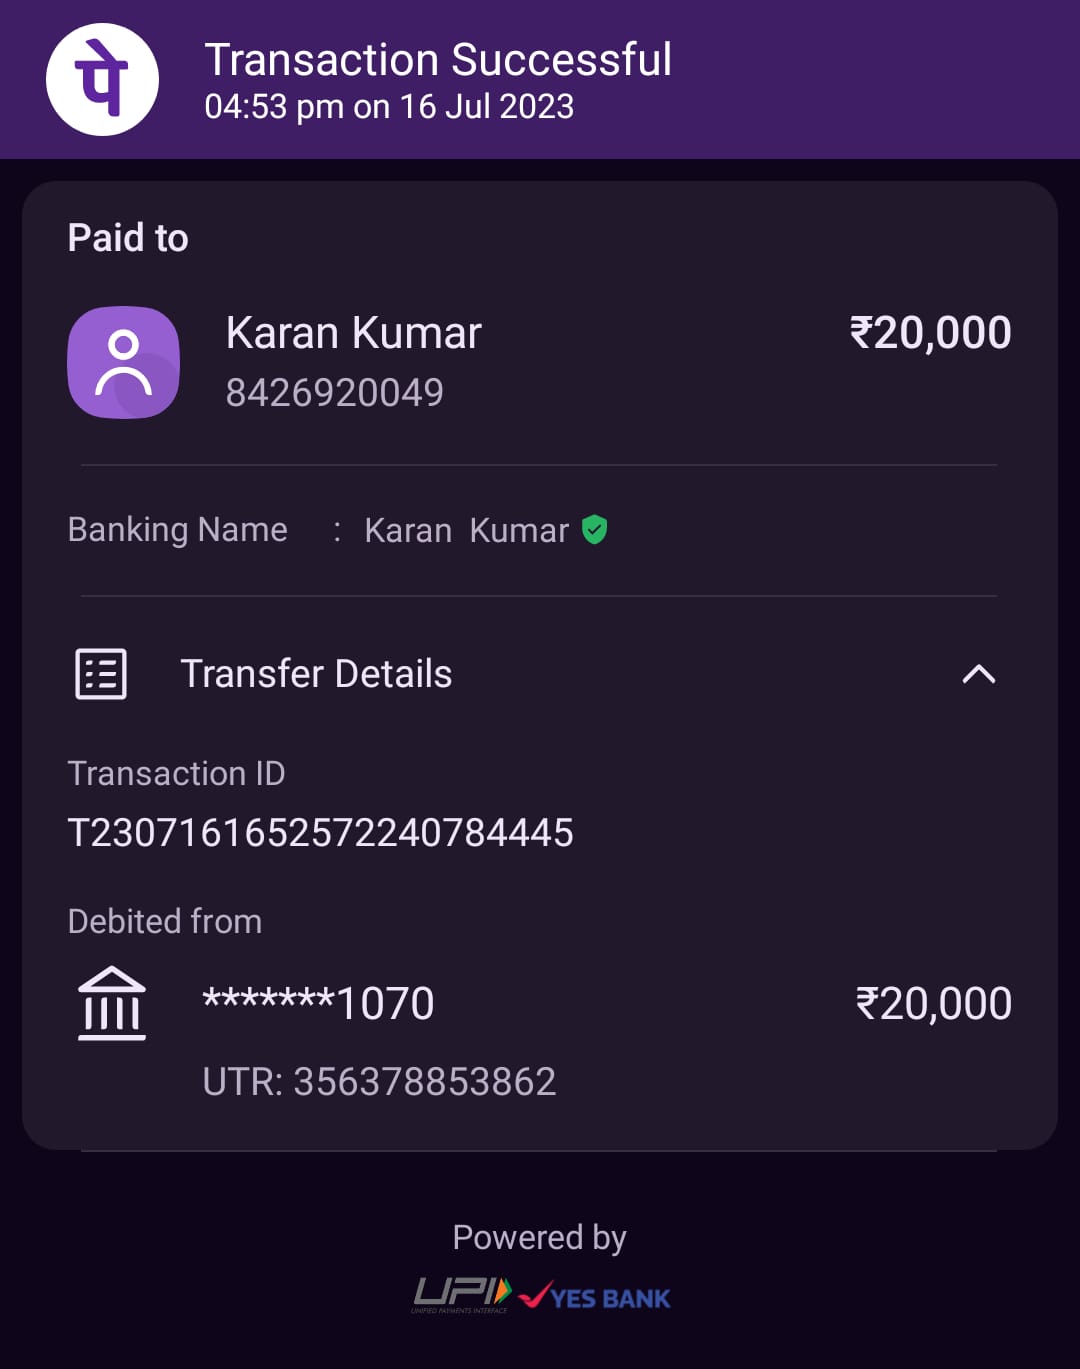 पे
Transaction Successful
04:53 pm on 16 Jul 2023
Paid to
Karan Kumar
₹20,000
8426920049
Banking Name : Karan Kumar
Transfer Details
Transaction ID
T2307161652572240784445
Debited from
*******1070
₹20,000
UTR: 356378853862
Powered by
UPI
UNIFIED PAYMENTS INTERFACE
YES BANK